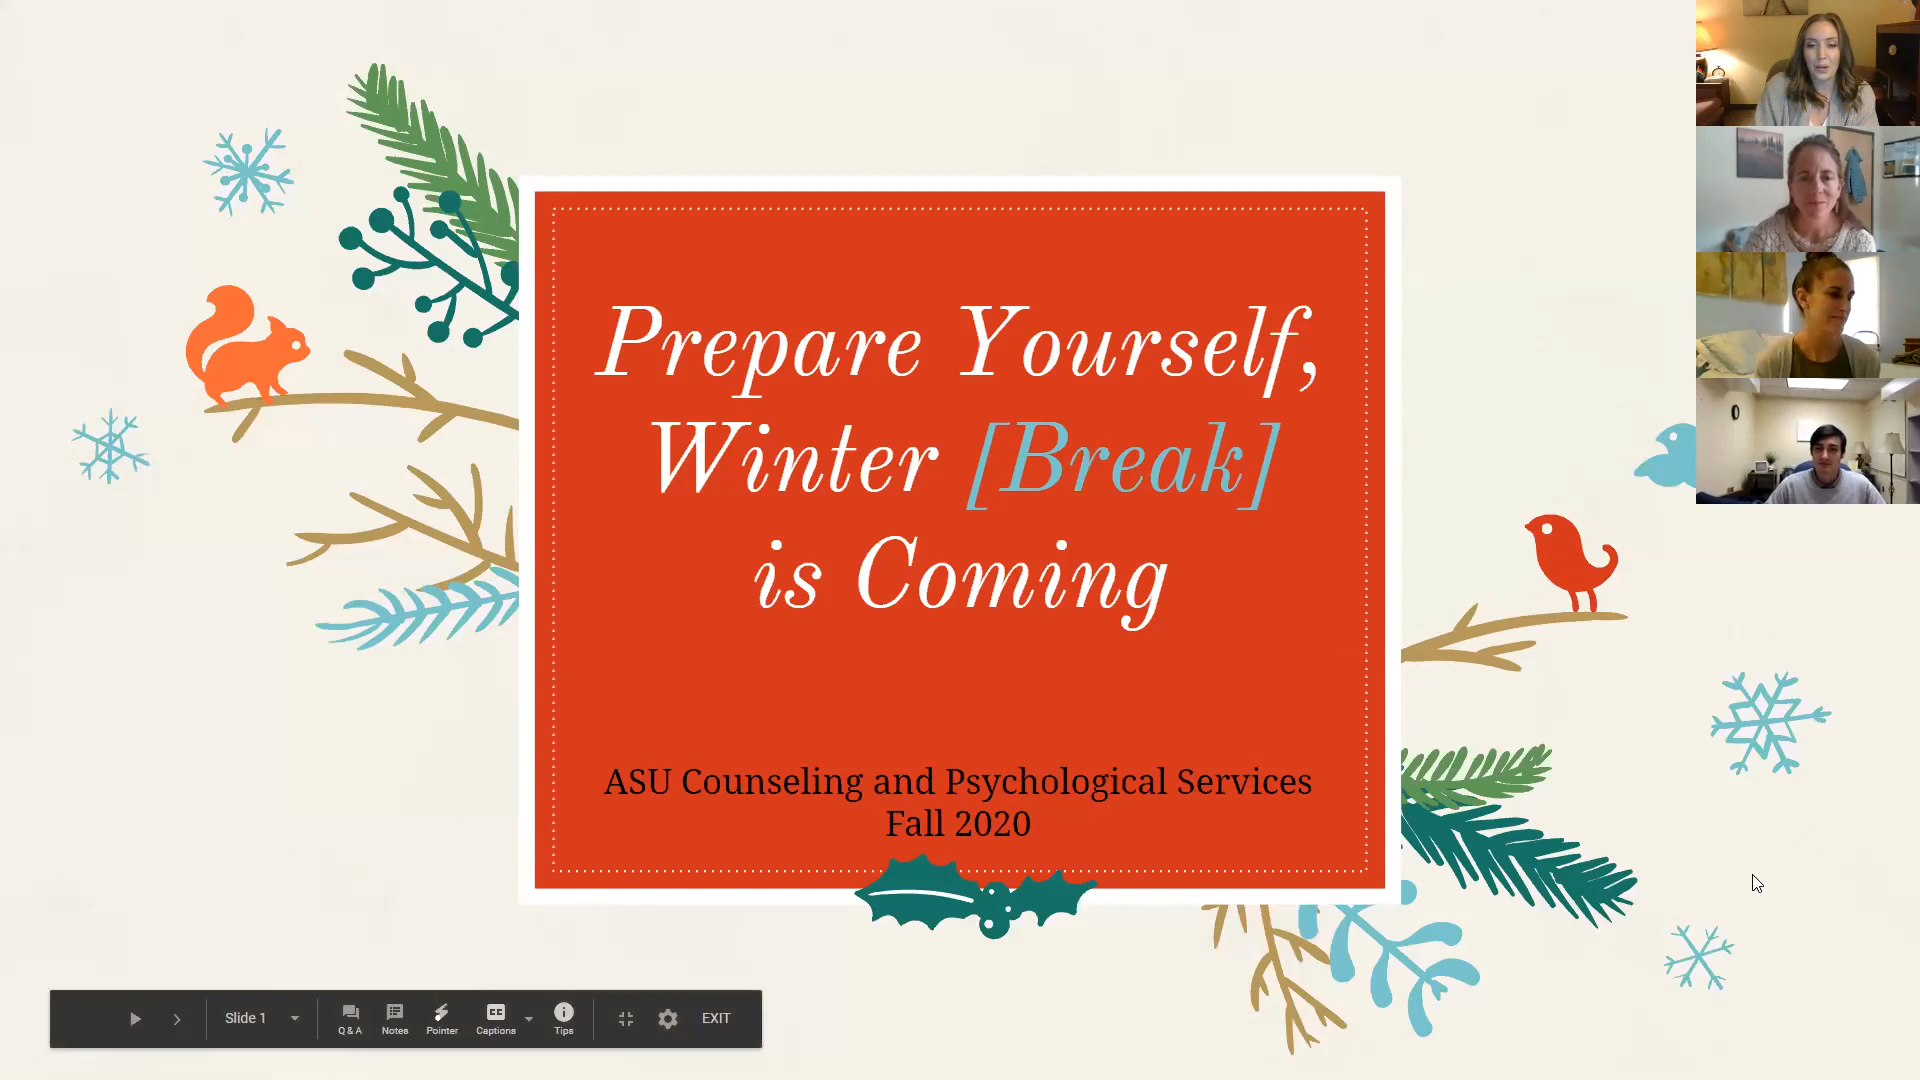 Prepare Yourself,
Winter [Break]
is Coming
ASU Counseling and Psychological Services
Fall 2020
Slide 1
Q & A
Notes
Pointer
Captions
Tips
EXIT